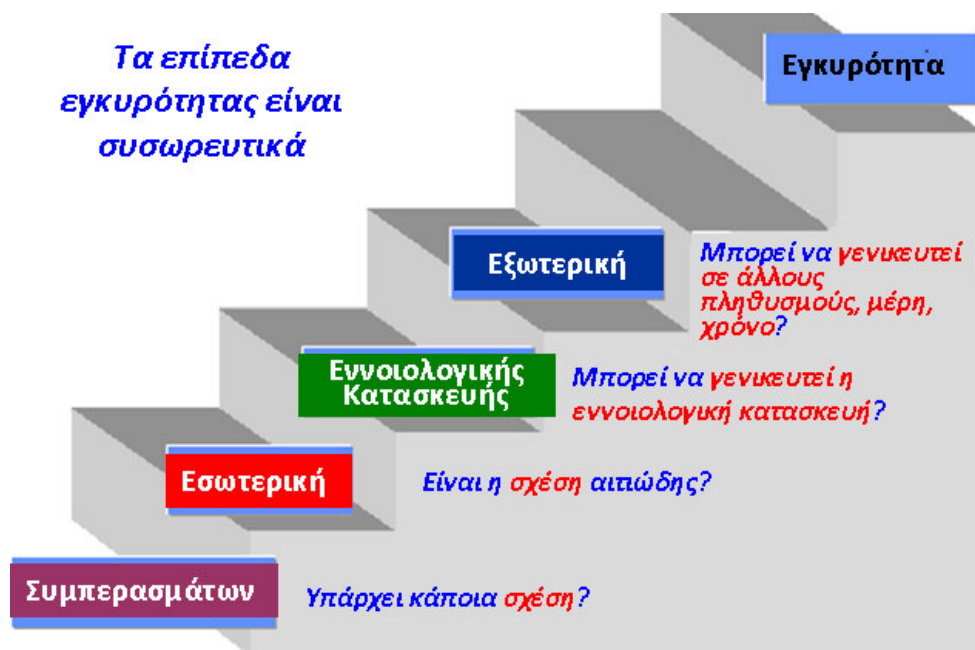 Τα επίπεδα
εγκυρότητας είναι
συσωρευτικά
Εγκυρότητα
Εξωτερική
Μπορεί να γενικευτεί
σε άλλους
πληθυσμούς, μέρη,
χρόνο?
Εννοιολογικής
Κατασκευής
Μπορεί να γενικευτεί η
εννοιολογική κατασκευή?
Εσωτερική
Είναι η σχέση αιτιώδης?
Συμπερασμάτων
Υπάρχει κάποια σχέση?